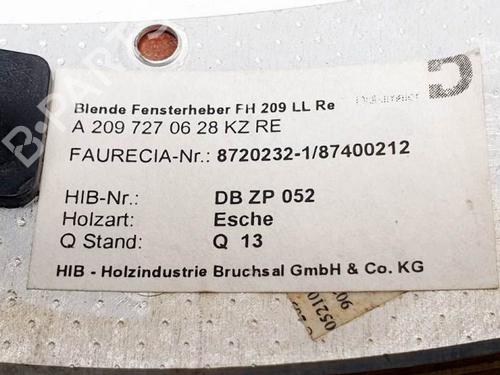 B-PARTS
Blende Fensterheber FH 209 LL Re
A 209 727 06 28 KZ RE
FAURECIA-Nr.: 8720232-1/87400212
HIB-Nr.: DB ZP 052
Holzart: Esche
Q Stand: Q 13
HIB - Holzindustrie Bruchsal GmbH & Co. KG